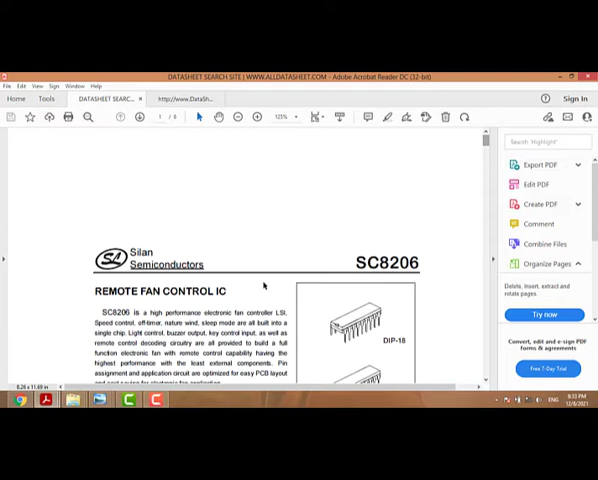 DATASHEET SEARCH SITE | WWW.ALLDATASHEET.COM - Adobe Acrobat Reader DC (32-bit)
File Edit View Sign Window Help
Home Tools DATASHEET SEARC... × http://www.DataSh... Sign In
1 / 8 125%
Search 'Highlight'
Export PDF
Edit PDF
Create PDF
Comment
Combine Files
Organize Pages
Delete, insert, extract and
rotate pages.
Try now
Convert, edit and e-sign PDF
forms & agreements
Free 7-Day Trial
SL Silan
Semiconductors
SC8206
REMOTE FAN CONTROL IC
SC8206 is a high performance electronic fan controller LSI,
Speed control, off-timer, nature wind, sleep mode are all built into a
single chip. Light control, buzzer output, key control input, as well as
remote control decoding circuitry are all provided to build a full
function electronic fan with remote control capability having the
highest performance with the least external components. Pin
assignment and application circuit are optimized for easy PCB layout
DIP-18
8.26 x 11.69 in
ENG
8:33 PM
12/8/2021